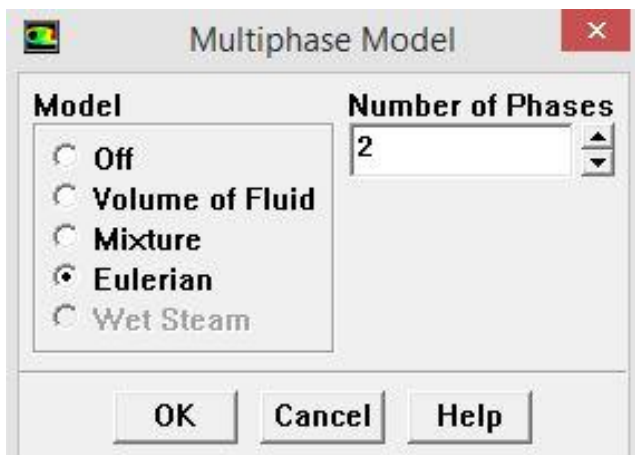 Multiphase Model
Model
Off
Volume of Fluid
Mixture
Eulerian
Wet Steam
Number of Phases
2
OK Cancel Help